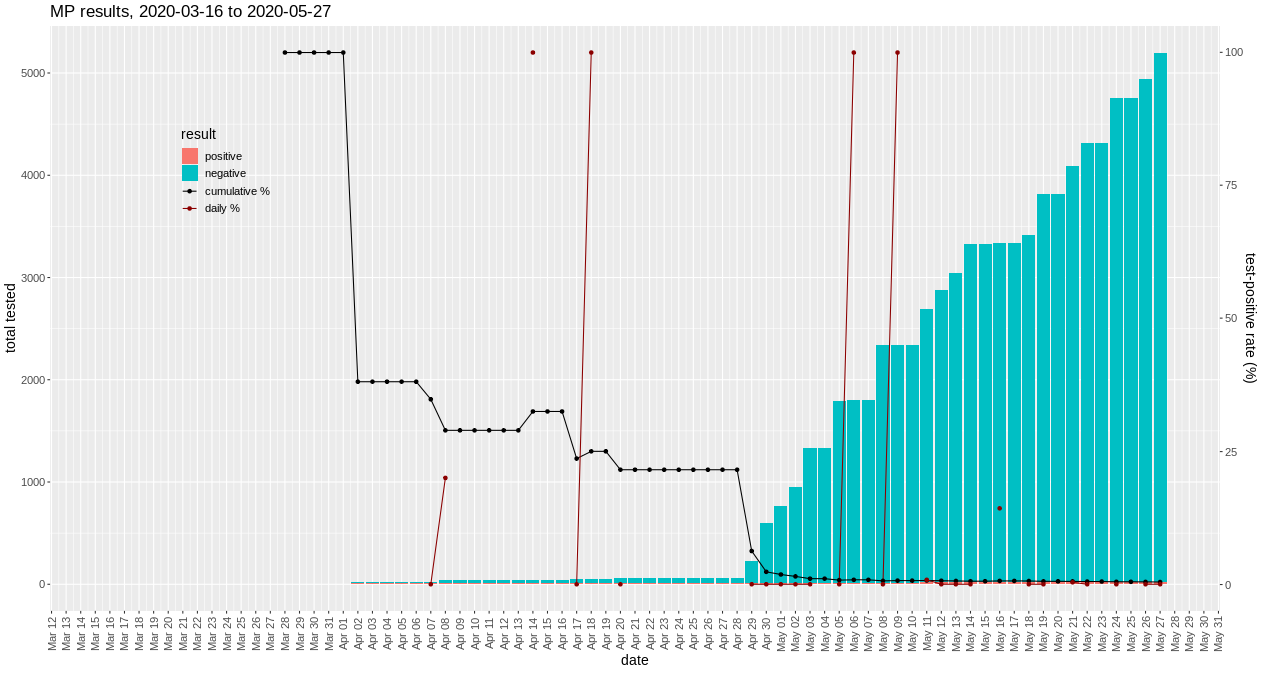 MP results, 2020-03-16 to 2020-05-27
result
positive
negative
cumulative %
daily %
total tested
5000
4000
3000
2000
1000
0
100
75
50
25
0
test-positive rate (%)
Mar 12
Mar 13
Mar 14
Mar 15
Mar 16
Mar 17
Mar 18
Mar 19
Mar 20
Mar 21
Mar 22
Mar 23
Mar 24
Mar 25
Mar 26
Mar 27
Mar 28
Mar 29
Mar 30
Mar 31
Apr 01
Apr 02
Apr 03
Apr 04
Apr 05
Apr 06
Apr 07
Apr 08
Apr 09
Apr 10
Apr 11
Apr 12
Apr 13
Apr 14
Apr 15
Apr 16
Apr 17
Apr 18
Apr 19
Apr 20
Apr 21
Apr 22
Apr 23
Apr 24
Apr 25
Apr 26
Apr 27
Apr 28
Apr 29
Apr 30
May 01
May 02
May 03
May 04
May 05
May 06
May 07
May 08
May 09
May 10
May 11
May 12
May 13
May 14
May 15
May 16
May 17
May 18
May 19
May 20
May 21
May 22
May 23
May 24
May 25
May 26
May 27
May 28
May 29
May 30
May 31
date